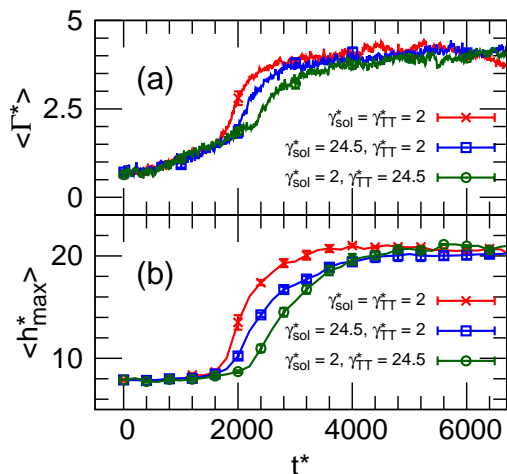 5
(a)
<Γ*>
2.5
γ*sol = γ*TT = 2
γ*sol = 24.5, γ*TT = 2
γ*sol = 2, γ*TT = 24.5
0
20
(b)
<h*max>
γ*sol = γ*TT = 2
γ*sol = 24.5, γ*TT = 2
γ*sol = 2, γ*TT = 24.5
8
0 2000 4000 6000
t*